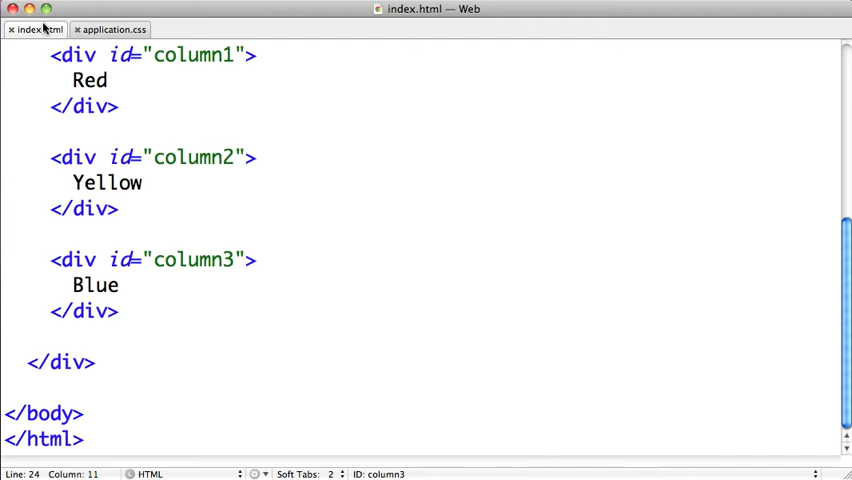 index.html — Web
index.html
application.css
<div id="column1">
Red
</div>
<div id="column2">
Yellow
</div>
<div id="column3">
Blue
</div>
</div>
</body>
</html>
Line: 24 Column: 11
HTML
Soft Tabs: 2
ID: column3